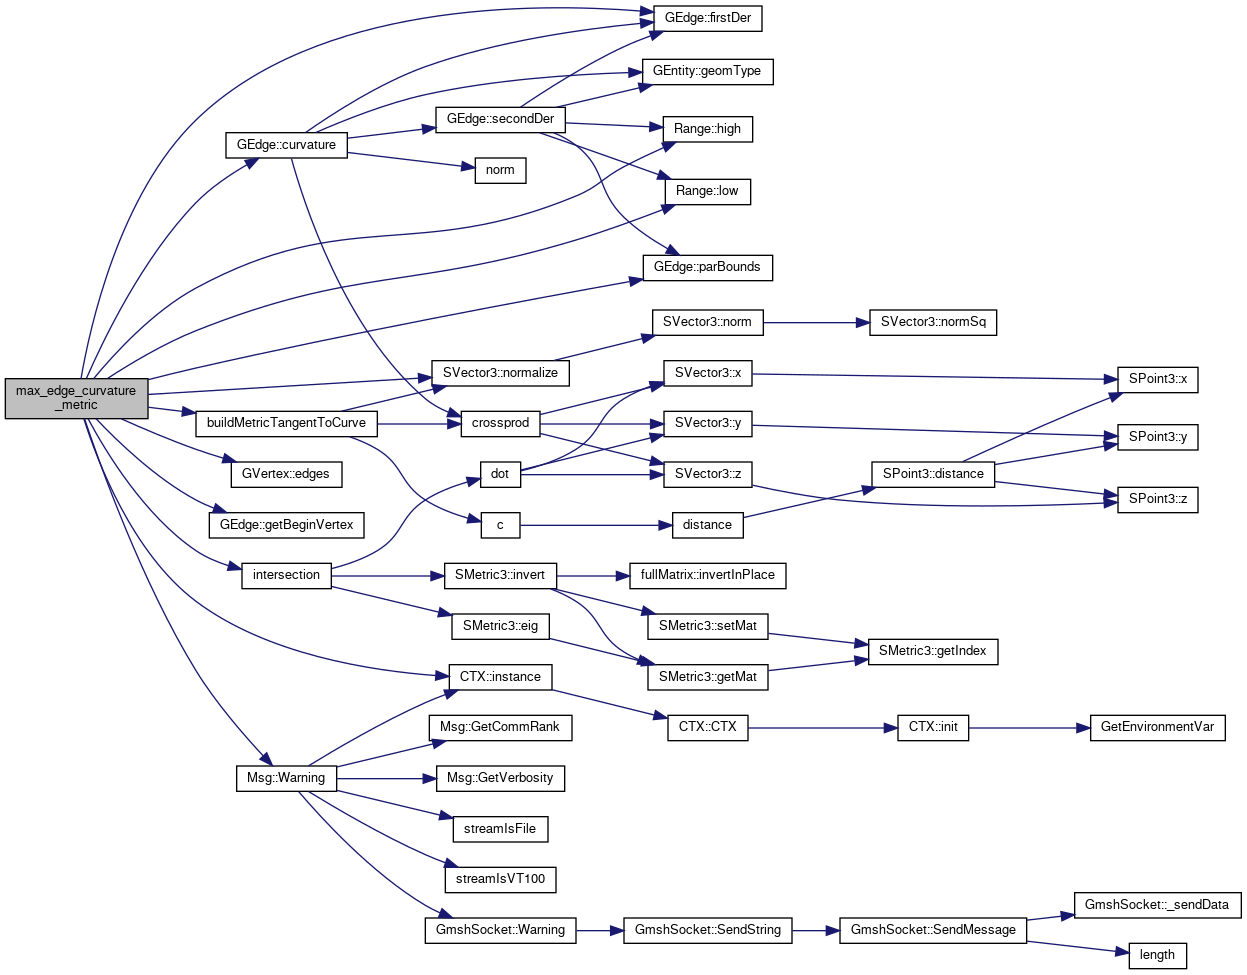 GEdge::firstDer
GEntity::geomType
GEdge::secondDer
Range::high
GEdge::curvature
norm
Range::low
GEdge::parBounds
SVector3::norm
SVector3::normSq
max_edge_curvature
_metric
SVector3::normalize
SVector3::x
SPoint3::x
buildMetricTangentToCurve
crossprod
SVector3::y
SPoint3::y
GVertex::edges
dot
SVector3::z
SPoint3::distance
SPoint3::z
GEdge::getBeginVertex
c
distance
intersection
SMetric3::invert
fullMatrix::invertInPlace
SMetric3::eig
SMetric3::setMat
SMetric3::getIndex
CTX::instance
SMetric3::getMat
Msg::GetCommRank
CTX::CTX
CTX::init
GetEnvironmentVar
Msg::Warning
Msg::GetVerbosity
streamIsFile
streamIsVT100
GmshSocket::Warning
GmshSocket::SendString
GmshSocket::SendMessage
GmshSocket::_sendData
length